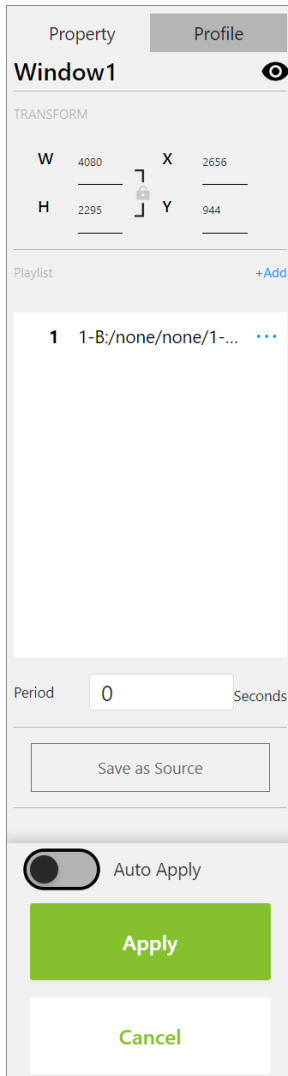 Property Profile
Window1
TRANSFORM
W 4080 X 2656
H 2295 Y 944
Playlist +Add
1 1-B:/none/none/1-... ...
Period 0 Seconds
Save as Source
Auto Apply
Apply
Cancel